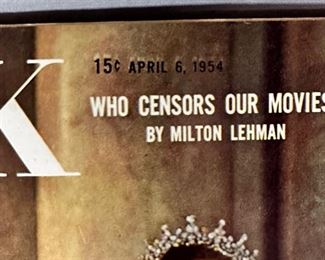 K
15¢ APRIL 6, 1954
WHO CENSORS OUR MOVIES
BY MILTON LEHMAN